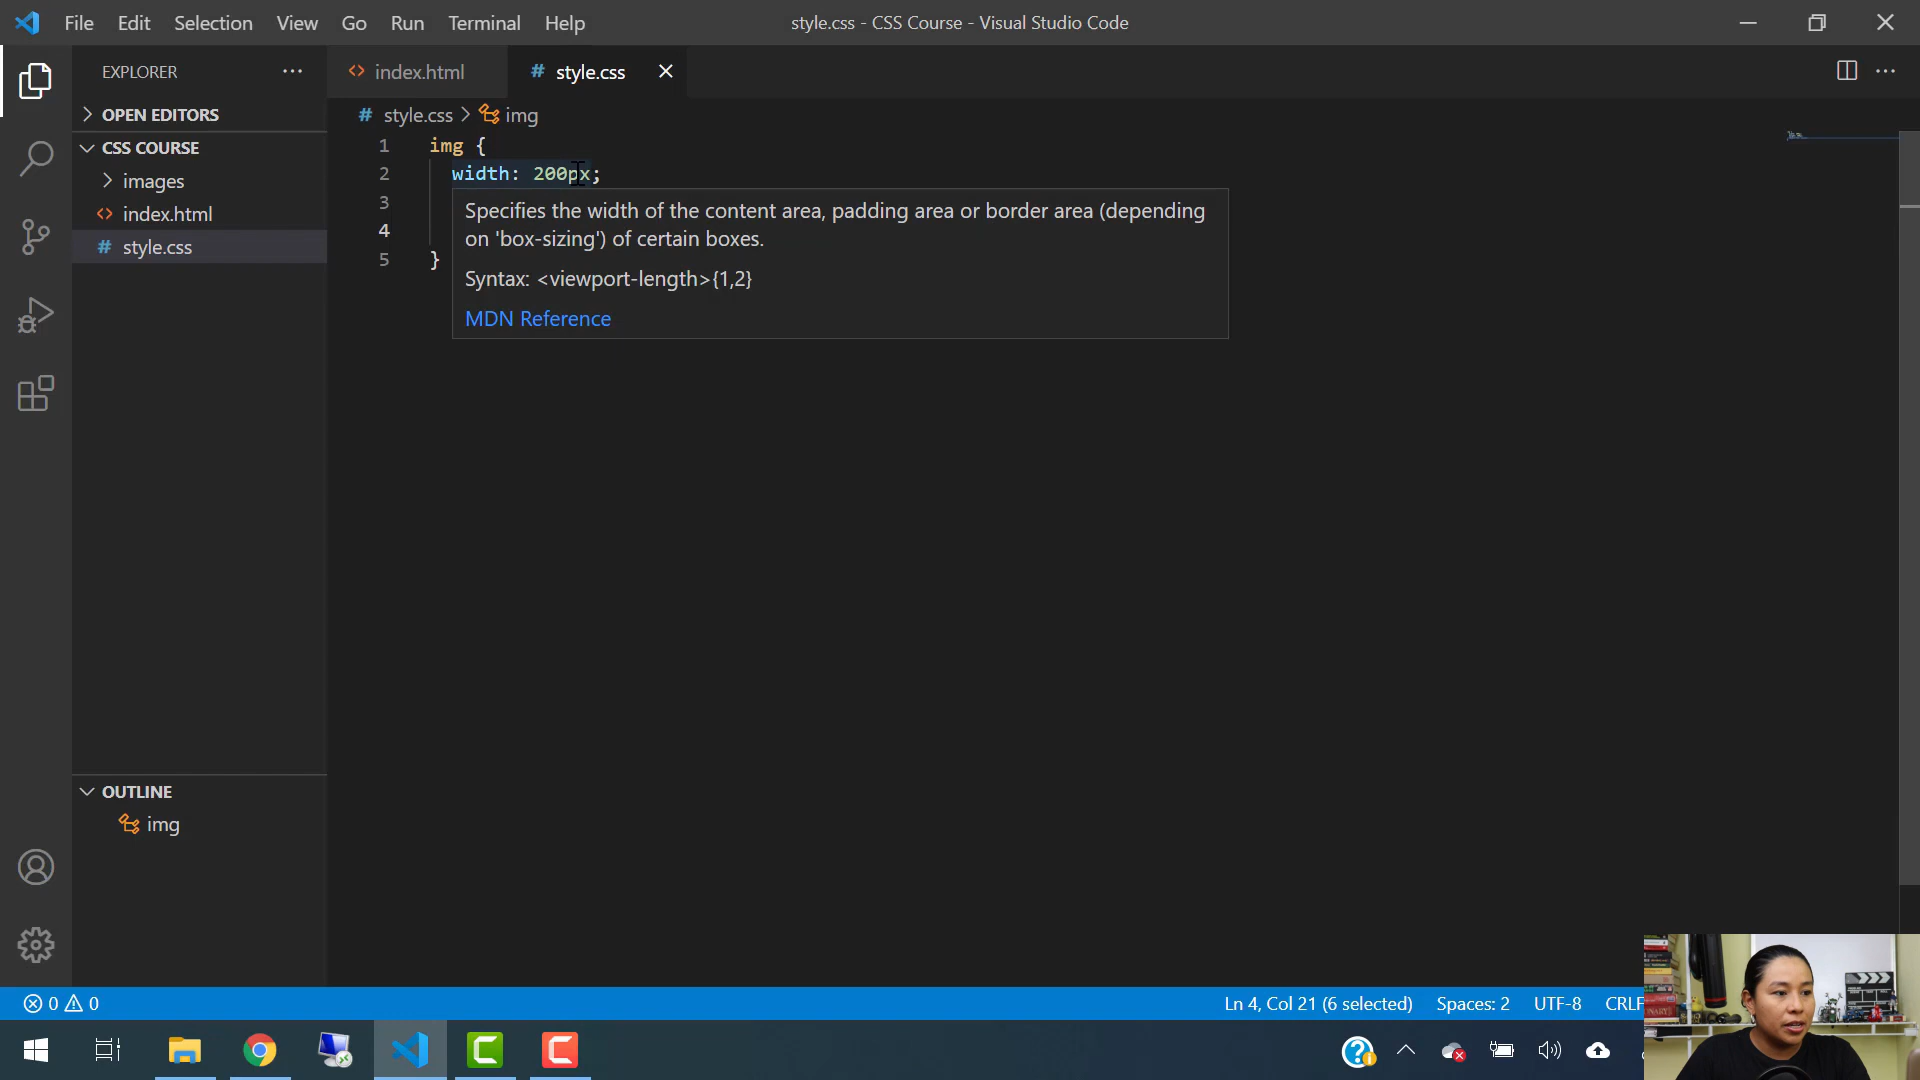 File Edit Selection View Go Run Terminal Help
style.css - CSS Course - Visual Studio Code
EXPLORER
index.html
# style.css
OPEN EDITORS
# style.css > img
CSS COURSE
images
index.html
# style.css
1 img {
2 width: 200px;
3
4
5 }
Specifies the width of the content area, padding area or border area (depending
on 'box-sizing') of certain boxes.
Syntax: <viewport-length>{1,2}
MDN Reference
OUTLINE
img
0 0
Ln 4, Col 21 (6 selected) Spaces: 2 UTF-8 CRLF